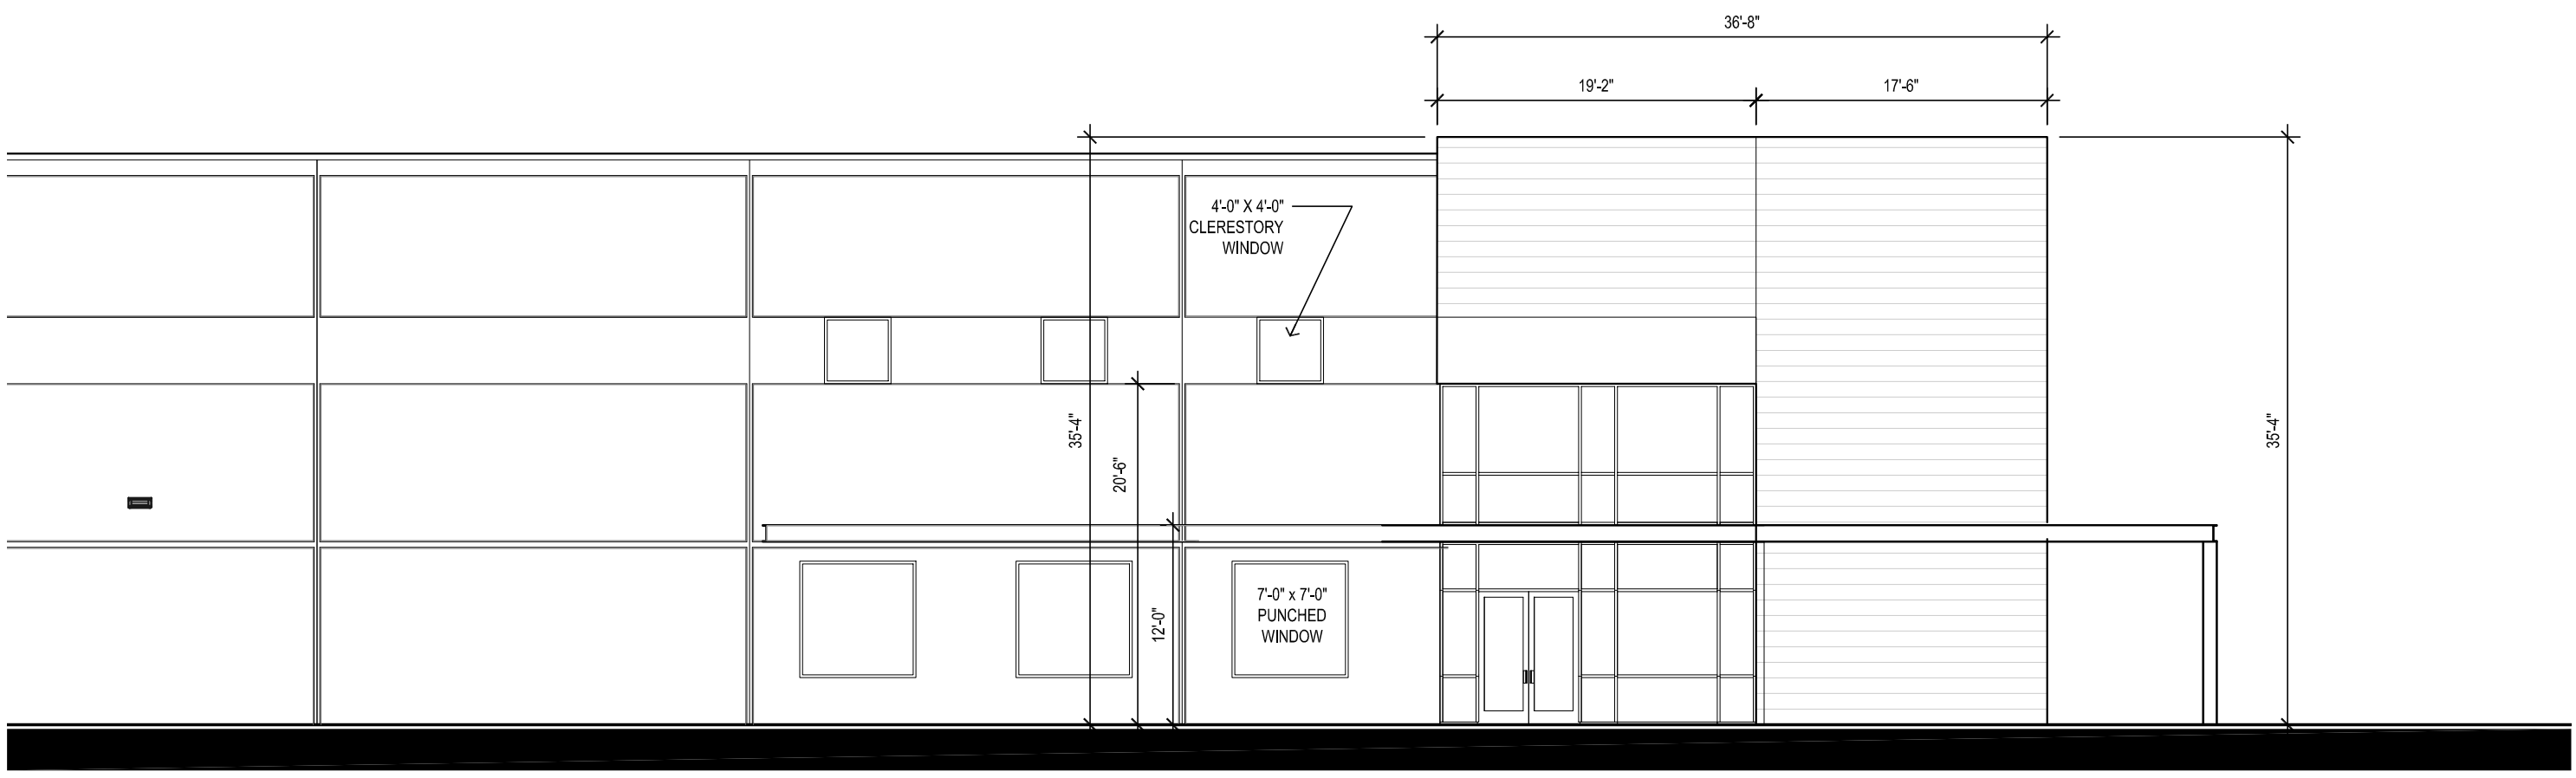 36'-8"
19'-2"
17'-6"
4'-0" X 4'-0"
CLERESTORY
WINDOW
35'-4"
20'-6"
12'-0"
7'-0" x 7'-0"
PUNCHED
WINDOW
35'-4"